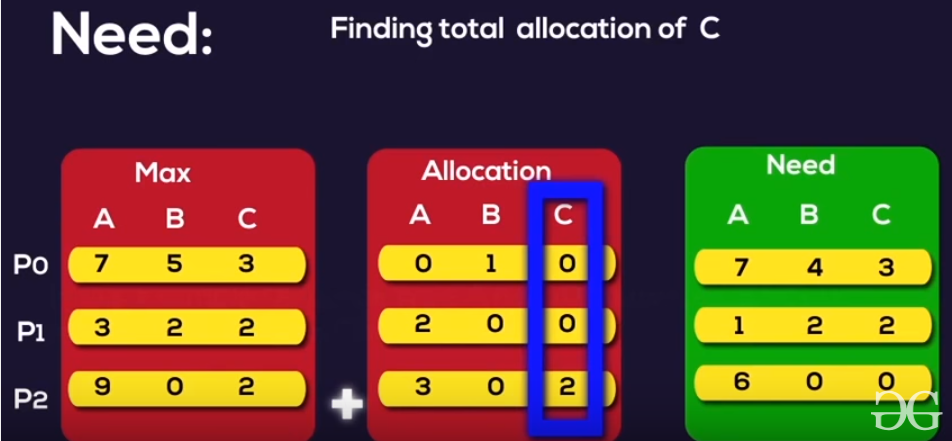 Need:
Finding total allocation of C
Max
Allocation
Need
A B C
A B C
A B C
P0 7 5 3 0 1 0 7 4 3
P1 3 2 2 2 0 0 1 2 2
P2 9 0 2 + 3 0 2 6 0 0
GG